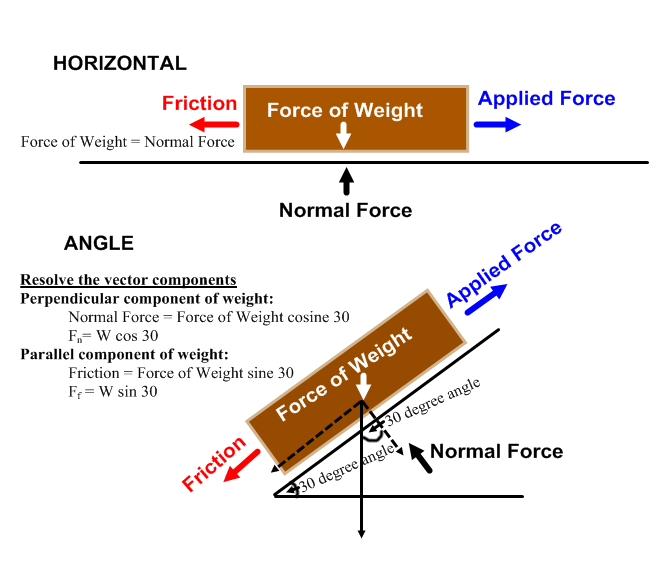 HORIZONTAL
Friction
Force of Weight
Applied Force
Force of Weight = Normal Force
Normal Force
ANGLE
Applied Force
Resolve the vector components
Perpendicular component of weight:
Normal Force = Force of Weight cosine 30
Fn= W cos 30
Parallel component of weight:
Friction = Force of Weight sine 30
Ff = W sin 30
Force of Weight
30 degree angle
Normal Force
Friction
30 degree angle